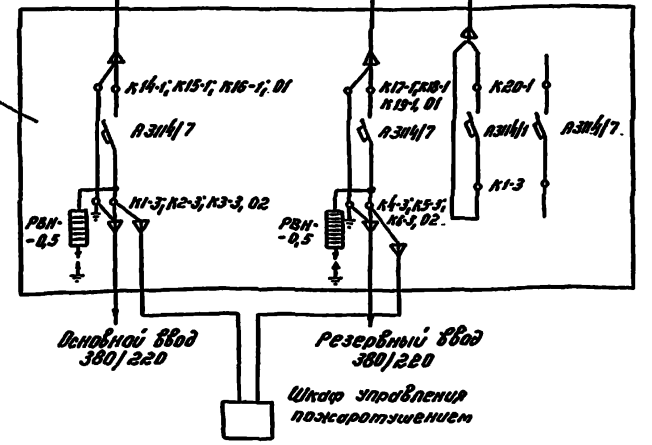 К14-1; К15-1; К16-1; 01
К17-1; К18-1
К19-1, 01
К20-1
А3114/7
А3114/7
А3114/1
А3114/7.
К1-3
К1-3; К2-3; К3-3, 02
К4-3; К5-3;
К6-3, 02.
РВН-
-0,5
РВН-
-0,5
Основной ввод
380/220
Резервный ввод
380/220
Шкаф управления
пожаротушением